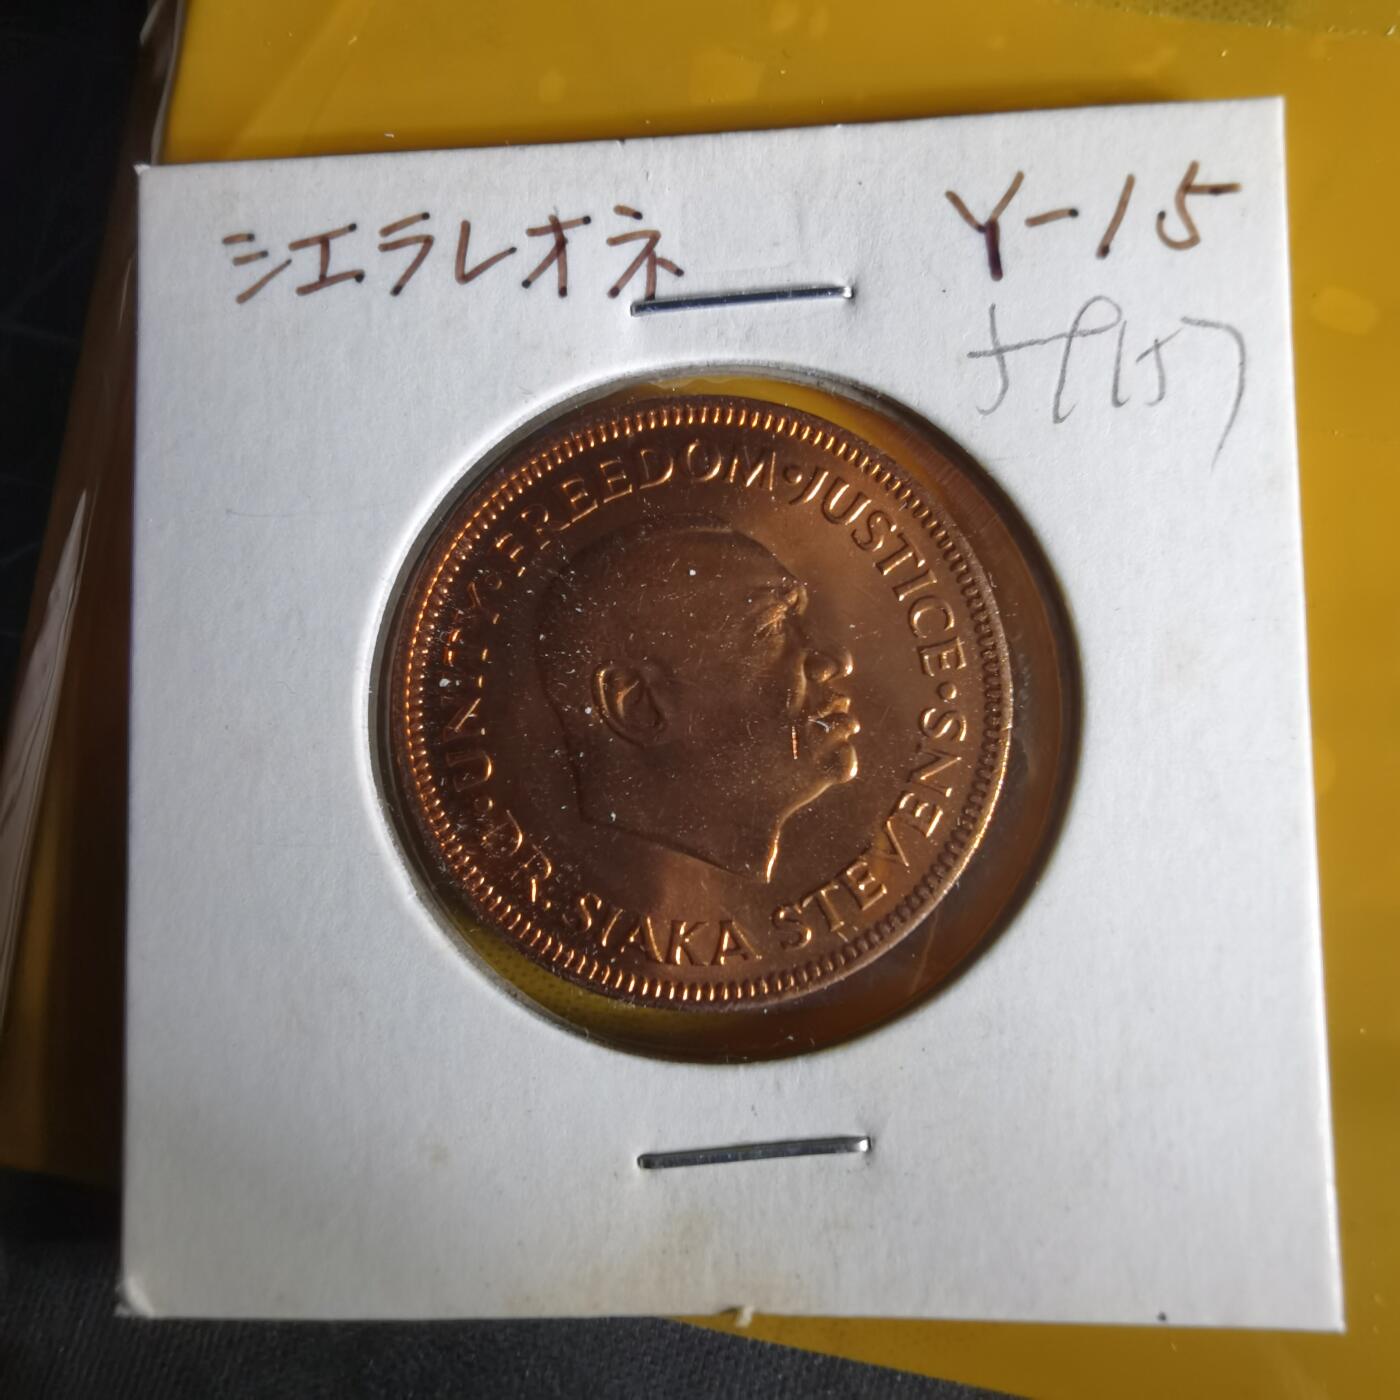 シエラレオネ Y-15
UNITY • FREEDOM • JUSTICE •
• DR. SIAKA STEVENS